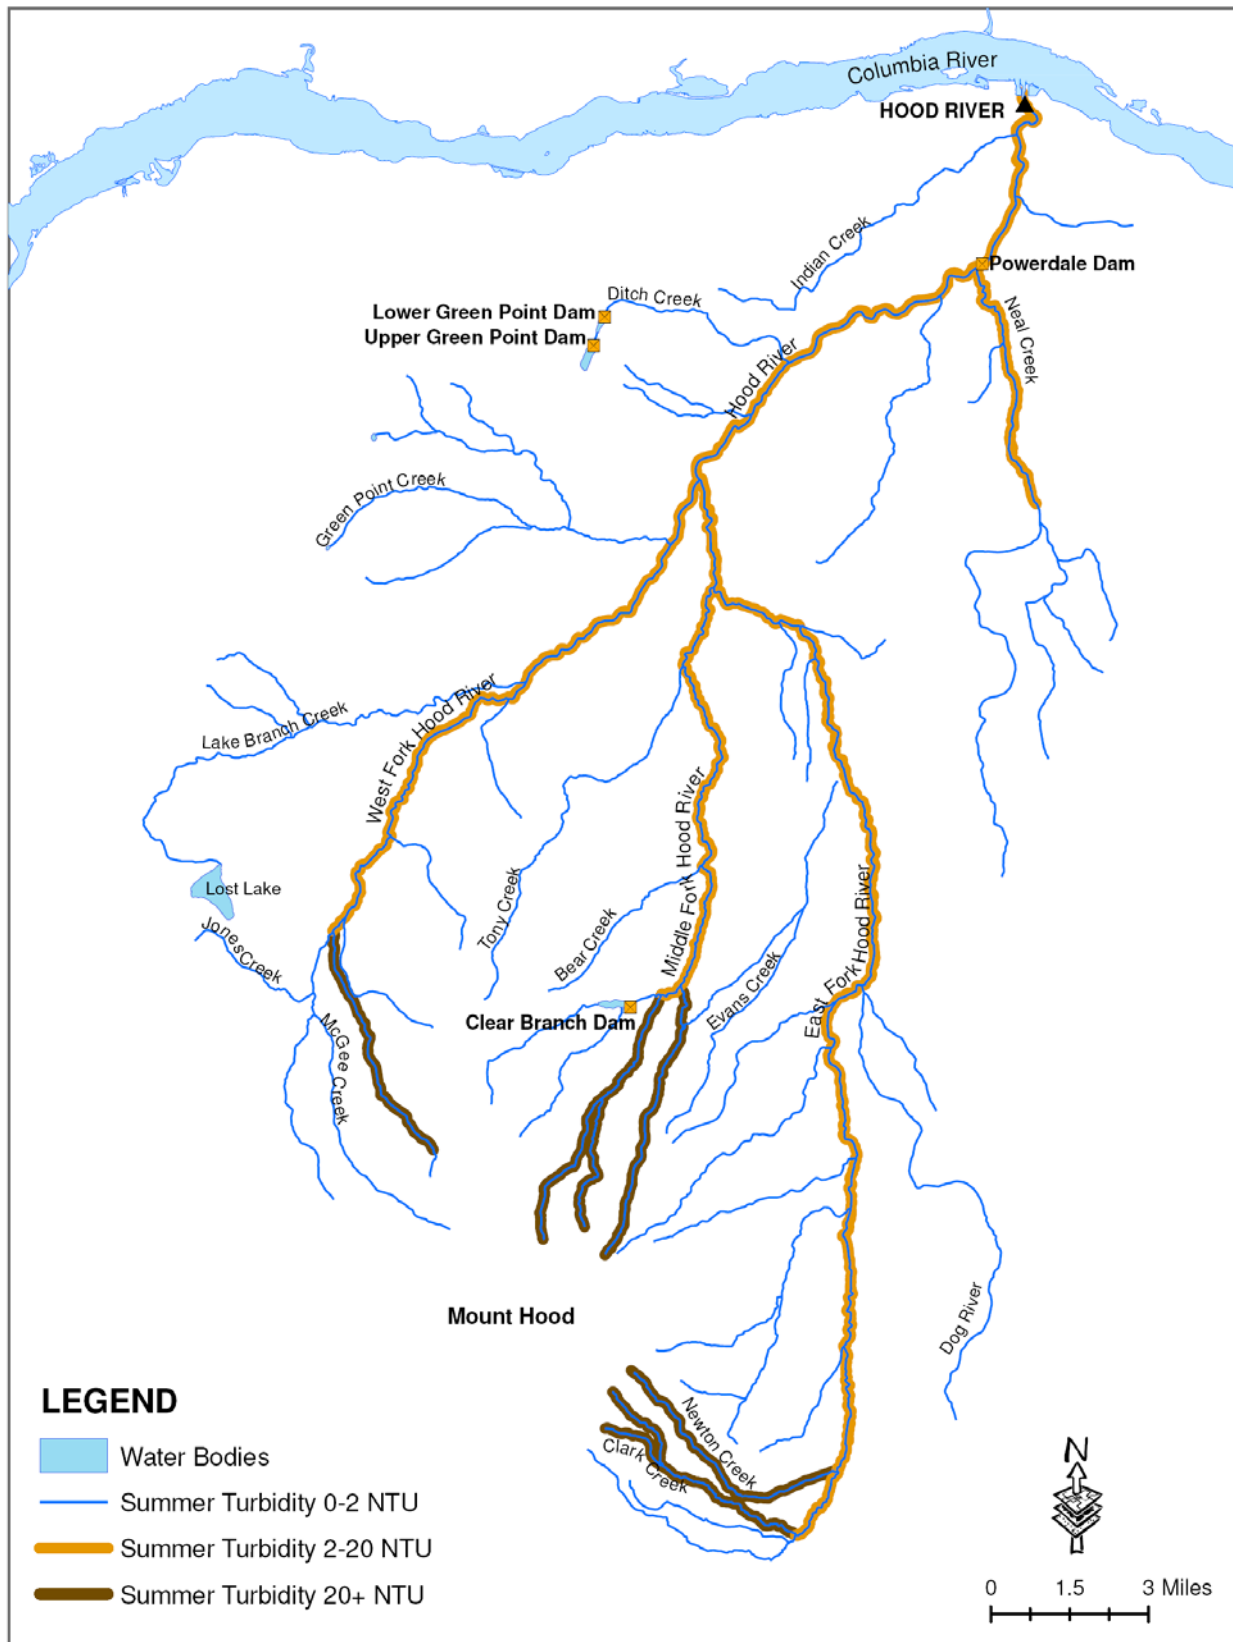 Columbia River
HOOD RIVER
Indian Creek
Powerdale Dam
Ditch Creek
Lower Green Point Dam
Upper Green Point Dam
Neal Creek
Hood River
Green Point Creek
Lake Branch Creek
West Fork Hood River
Middle Fork Hood River
East Fork Hood River
Lost Lake
Jones Creek
Tony Creek
Bear Creek
Evans Creek
Clear Branch Dam
McGee Creek
Mount Hood
Dog River
Newton Creek
Clark Creek
LEGEND
Water Bodies
Summer Turbidity 0-2 NTU
Summer Turbidity 2-20 NTU
Summer Turbidity 20+ NTU
N
0 1.5 3 Miles